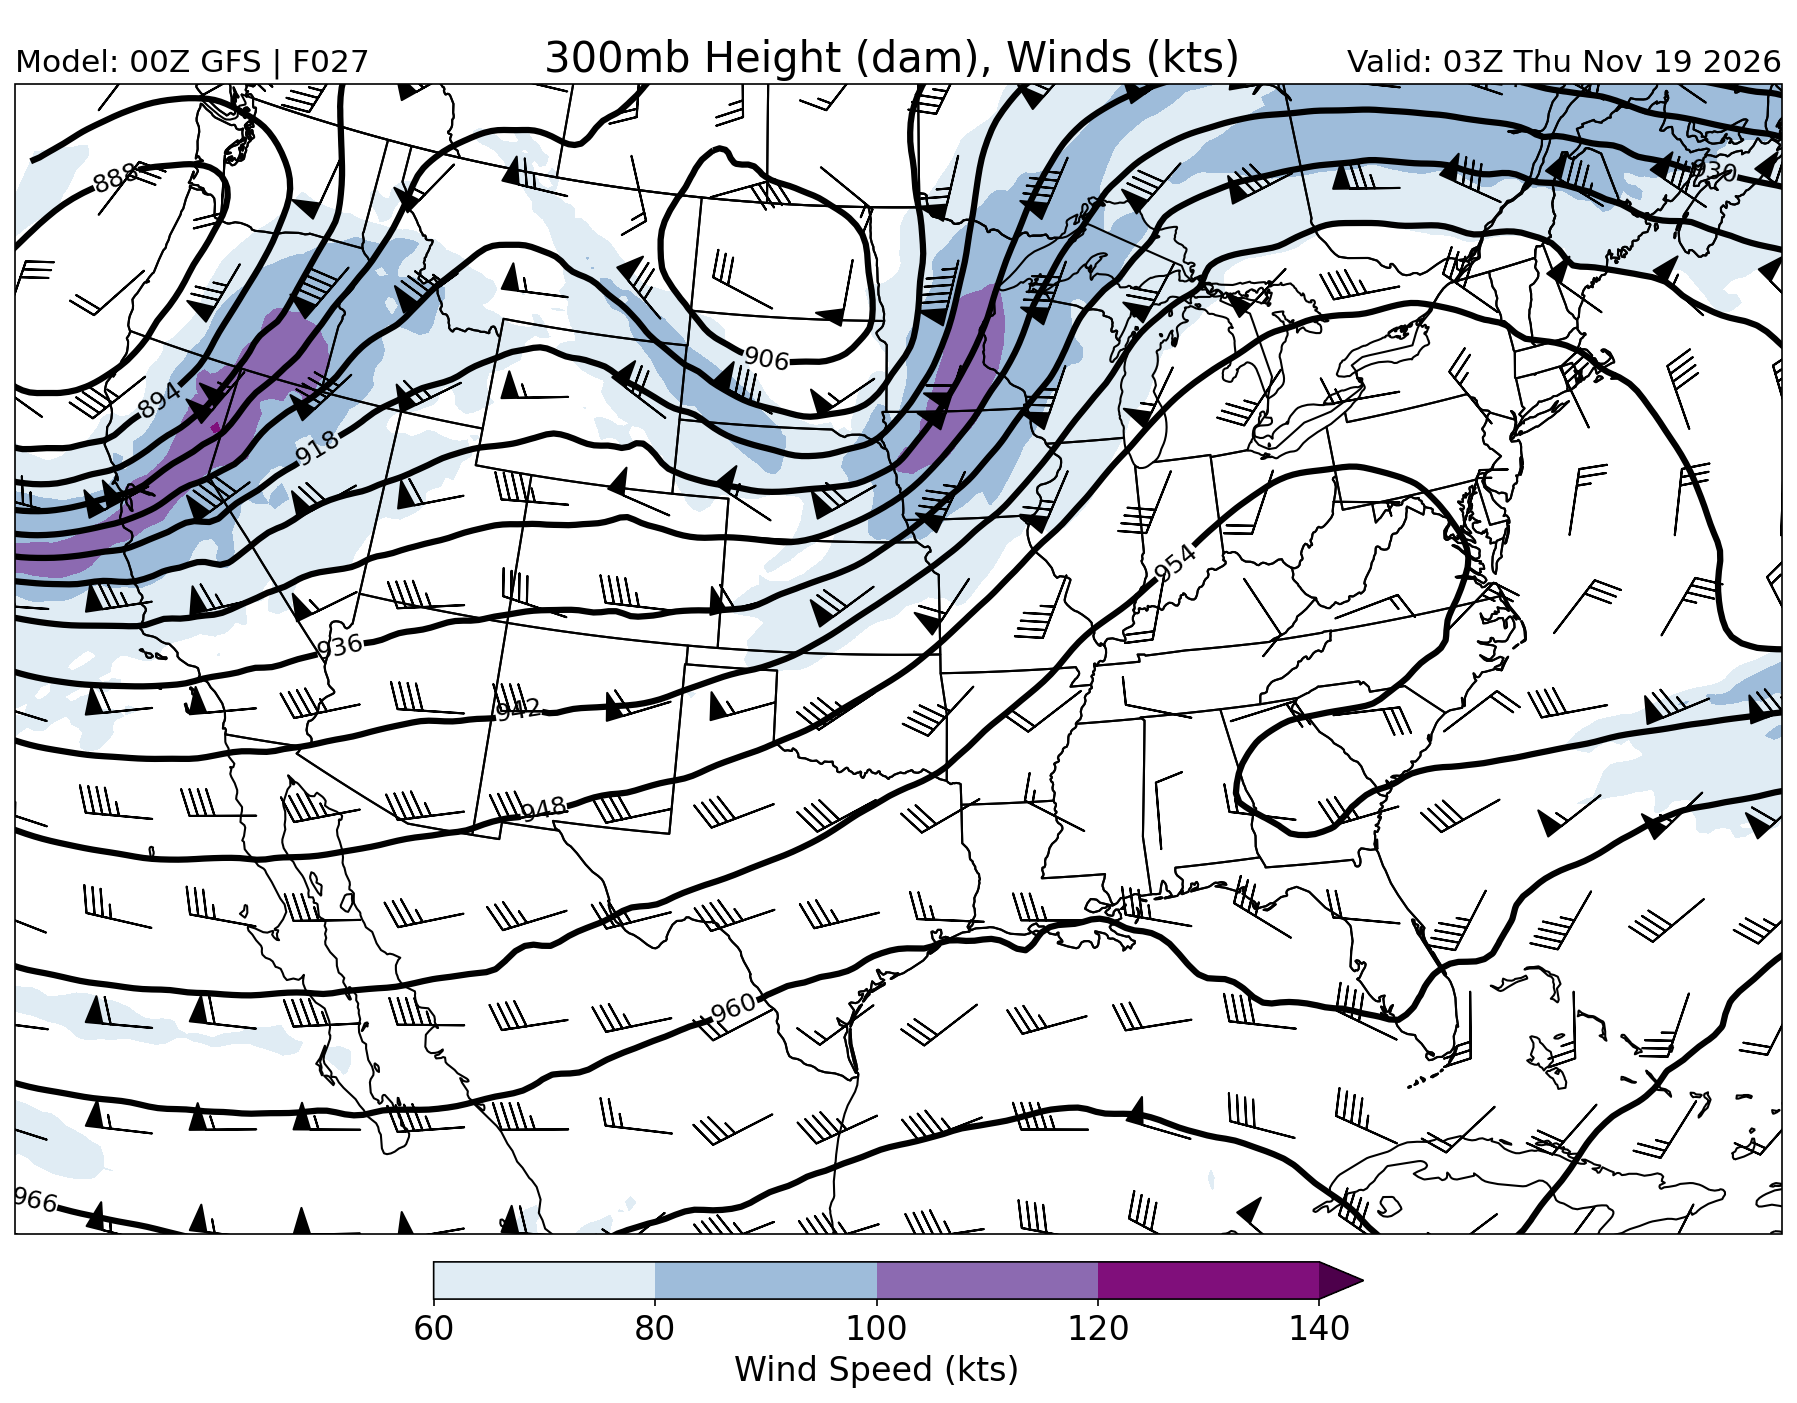 Model: 00Z GFS | F027
300mb Height (dam), Winds (kts)
Valid: 03Z Thu Nov 19 2026
888
930
906
894
918
954
936
942
948
960
966
60 80 100 120 140
Wind Speed (kts)